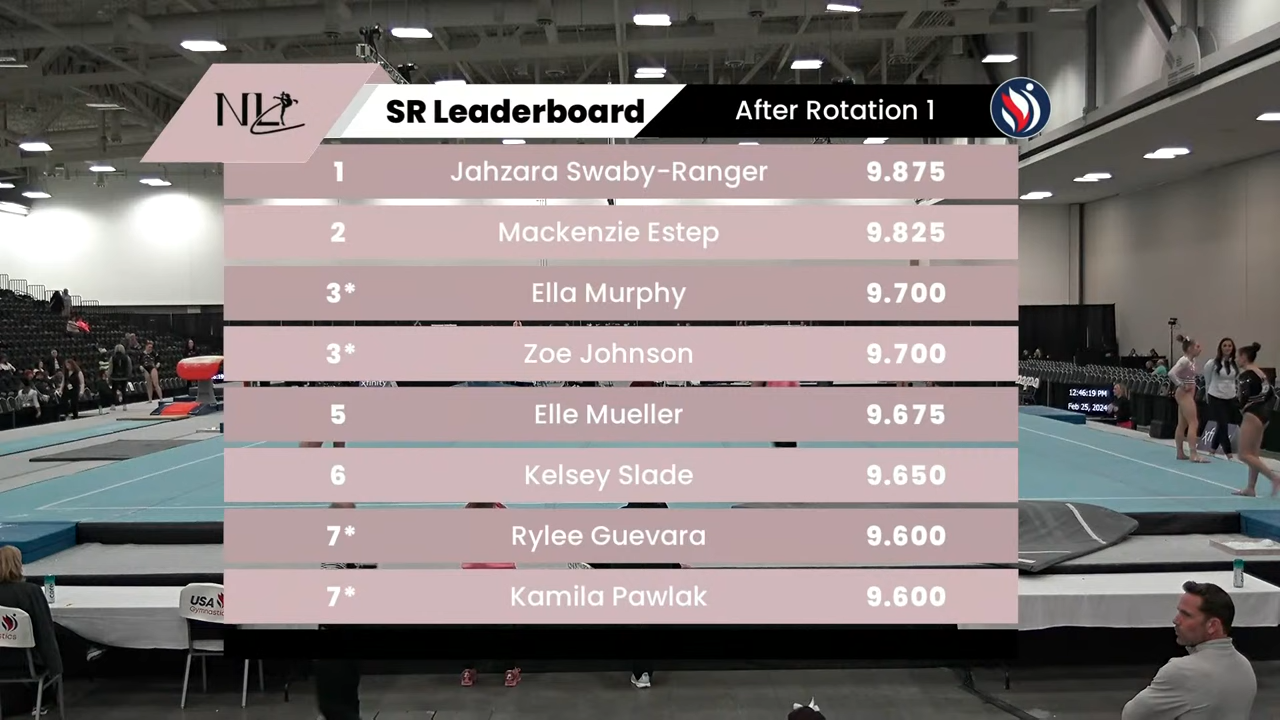 NL
SR Leaderboard
After Rotation 1
1 Jahzara Swaby-Ranger 9.875
2 Mackenzie Estep 9.825
3* Ella Murphy 9.700
3* Zoe Johnson 9.700
5 Elle Mueller 9.675
6 Kelsey Slade 9.650
7* Rylee Guevara 9.600
7* Kamila Pawlak 9.600
xfinity
12:46:19 PM
Feb 25, 2024
USA